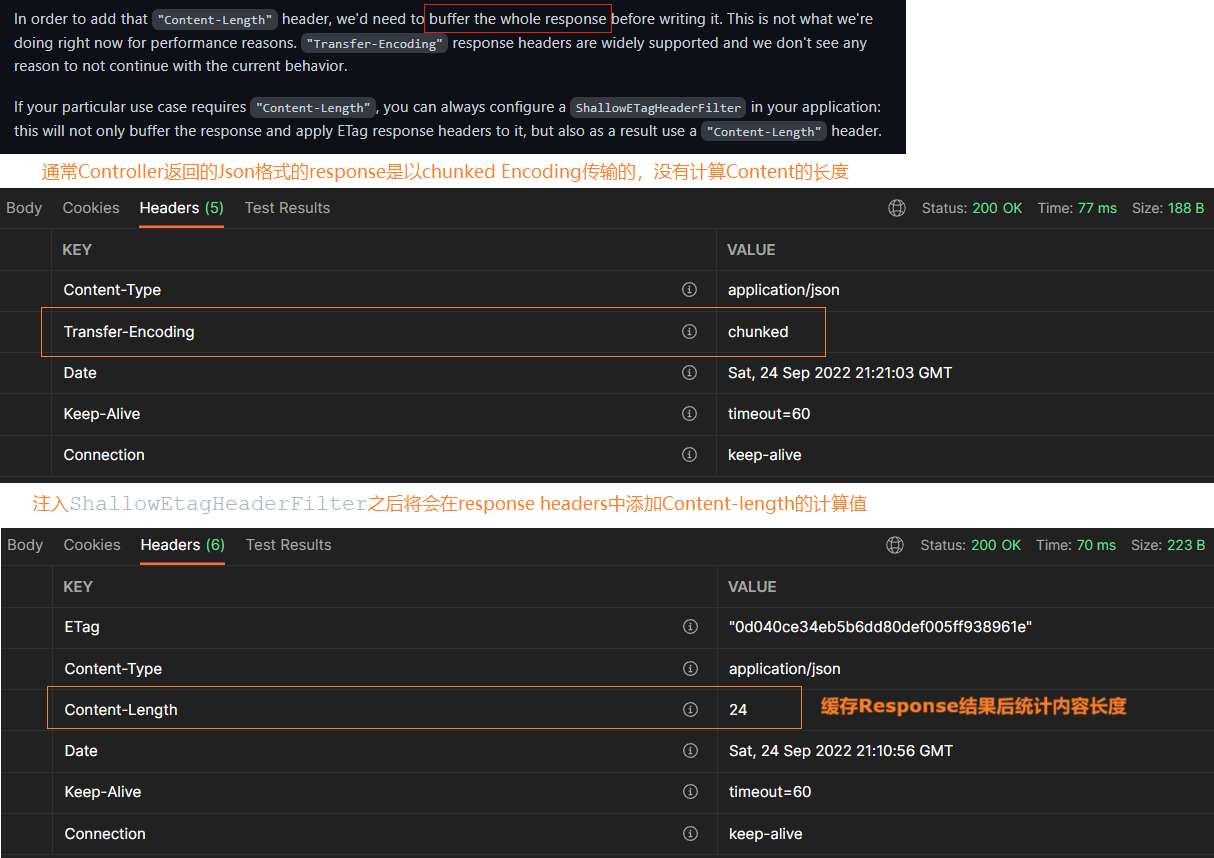 In order to add that "Content-Length" header, we'd need to buffer the whole response before writing it. This is not what we're
doing right now for performance reasons. "Transfer-Encoding" response headers are widely supported and we don't see any
reason to not continue with the current behavior.
If your particular use case requires "Content-Length", you can always configure a ShallowETagHeaderFilter in your application:
this will not only buffer the response and apply ETag response headers to it, but also as a result use a "Content-Length" header.
通常Controller返回的Json格式的response是以chunked Encoding传输的，没有计算Content的长度
Body Cookies Headers (5) Test Results Status: 200 OK Time: 77 ms Size: 188 B
KEY VALUE
Content-Type application/json
Transfer-Encoding chunked
Date Sat, 24 Sep 2022 21:21:03 GMT
Keep-Alive timeout=60
Connection keep-alive
注入ShallowEtagHeaderFilter之后将会在response headers中添加Content-length的计算值
Body Cookies Headers (6) Test Results Status: 200 OK Time: 70 ms Size: 223 B
KEY VALUE
ETag "0d040ce34eb5b6dd80def005ff938961e"
Content-Type application/json
Content-Length 24 缓存Response结果后统计内容长度
Date Sat, 24 Sep 2022 21:10:56 GMT
Keep-Alive timeout=60
Connection keep-alive